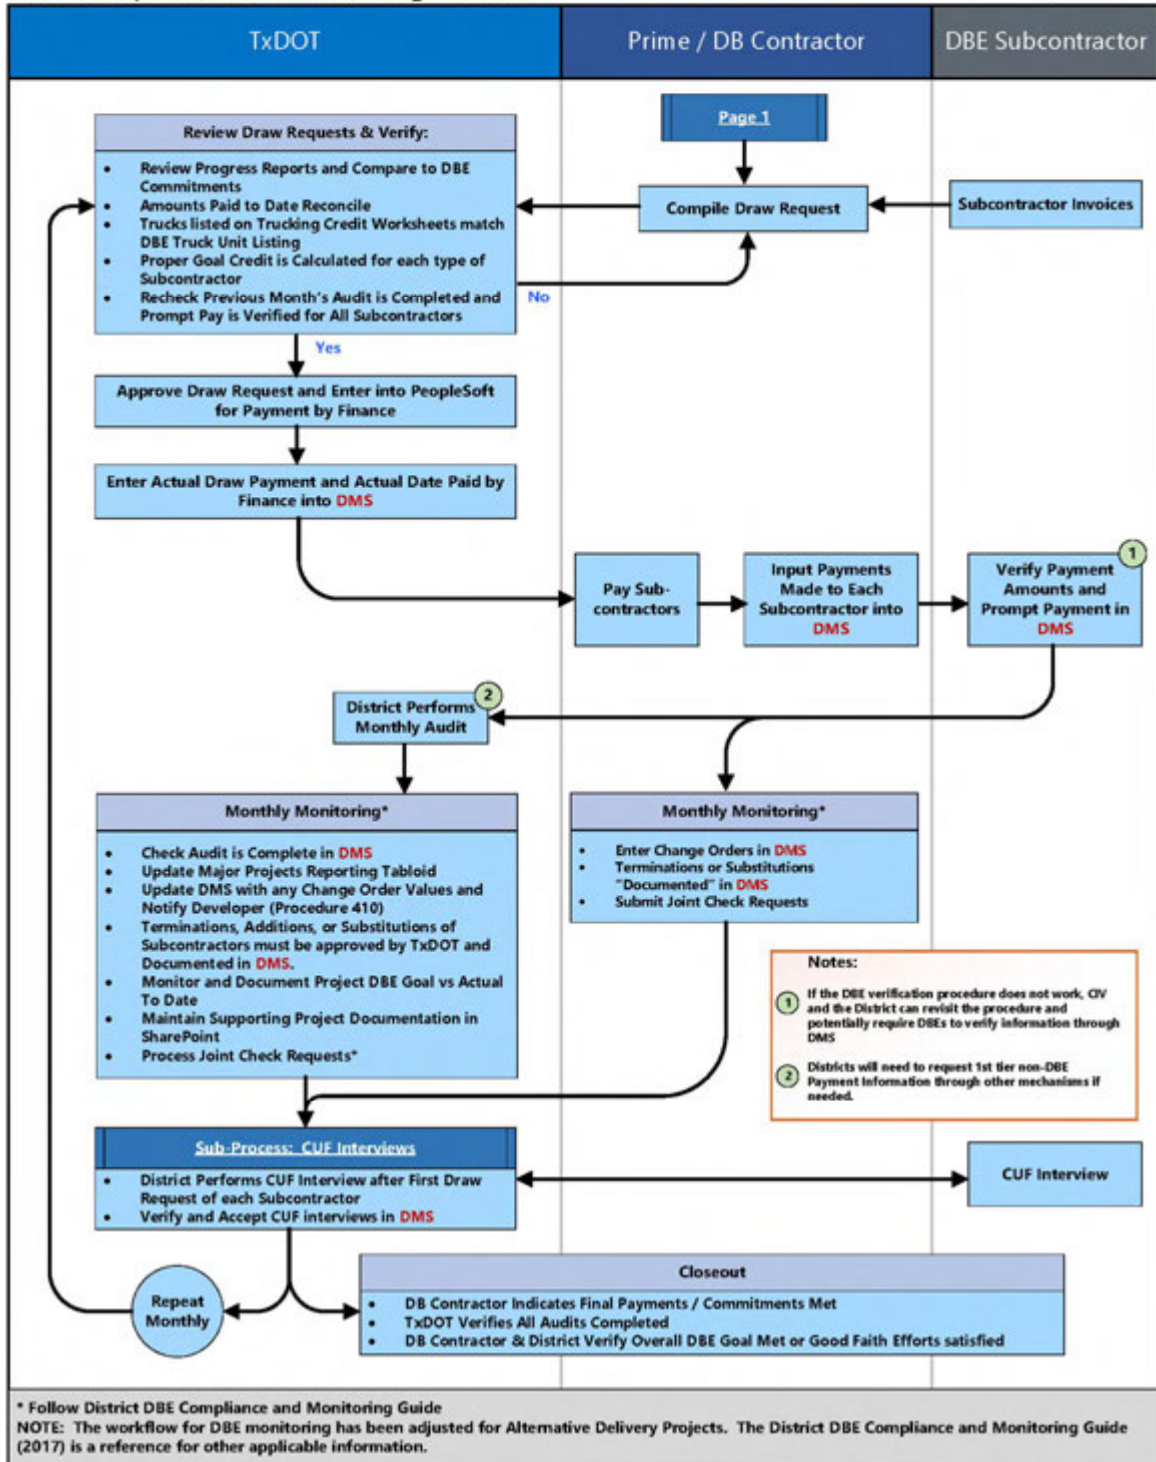 TxDOT
Prime / DB Contractor
DBE Subcontractor
Page 1
Review Draw Requests & Verify:
• Review Progress Reports and Compare to DBE
Commitments
• Amounts Paid to Date Reconcile
• Trucks listed on Trucking Credit Worksheets match
DBE Truck Unit Listing
• Proper Goal Credit is Calculated for each type of
Subcontractor
• Recheck Previous Month's Audit is Completed and
Prompt Pay is Verified for All Subcontractors
Compile Draw Request
Subcontractor Invoices
No
Yes
Approve Draw Request and Enter into PeopleSoft
for Payment by Finance
Enter Actual Draw Payment and Actual Date Paid by
Finance into DMS
Pay Sub-
contractors
Input Payments
Made to Each
Subcontractor into
DMS
1
Verify Payment
Amounts and
Prompt Payment in
DMS
2
District Performs
Monthly Audit
Monthly Monitoring*
• Check Audit is Complete in DMS
• Update Major Projects Reporting Tabloid
• Update DMS with any Change Order Values and
Notify Developer (Procedure 410)
• Terminations, Additions, or Substitutions of
Subcontractors must be approved by TxDOT and
Documented in DMS.
• Monitor and Document Project DBE Goal vs Actual
To Date
• Maintain Supporting Project Documentation in
SharePoint
• Process Joint Check Requests*
Monthly Monitoring*
• Enter Change Orders in DMS
• Terminations or Substitutions
"Documented" in DMS
• Submit Joint Check Requests
Notes:
1 If the DBE verification procedure does not work, CIV
and the District can revisit the procedure and
potentially require DBEs to verify information through
DMS
2 Districts will need to request 1st tier non-DBE
Payment Information through other mechanisms if
needed.
Sub-Process: CUF Interviews
• District Performs CUF Interview after First Draw
Request of each Subcontractor
• Verify and Accept CUF interviews in DMS
CUF Interview
Repeat
Monthly
Closeout
• DB Contractor Indicates Final Payments / Commitments Met
• TxDOT Verifies All Audits Completed
• DB Contractor & District Verify Overall DBE Goal Met or Good Faith Efforts satisfied
* Follow District DBE Compliance and Monitoring Guide
NOTE: The workflow for DBE monitoring has been adjusted for Alternative Delivery Projects. The District DBE Compliance and Monitoring Guide
(2017) is a reference for other applicable information.